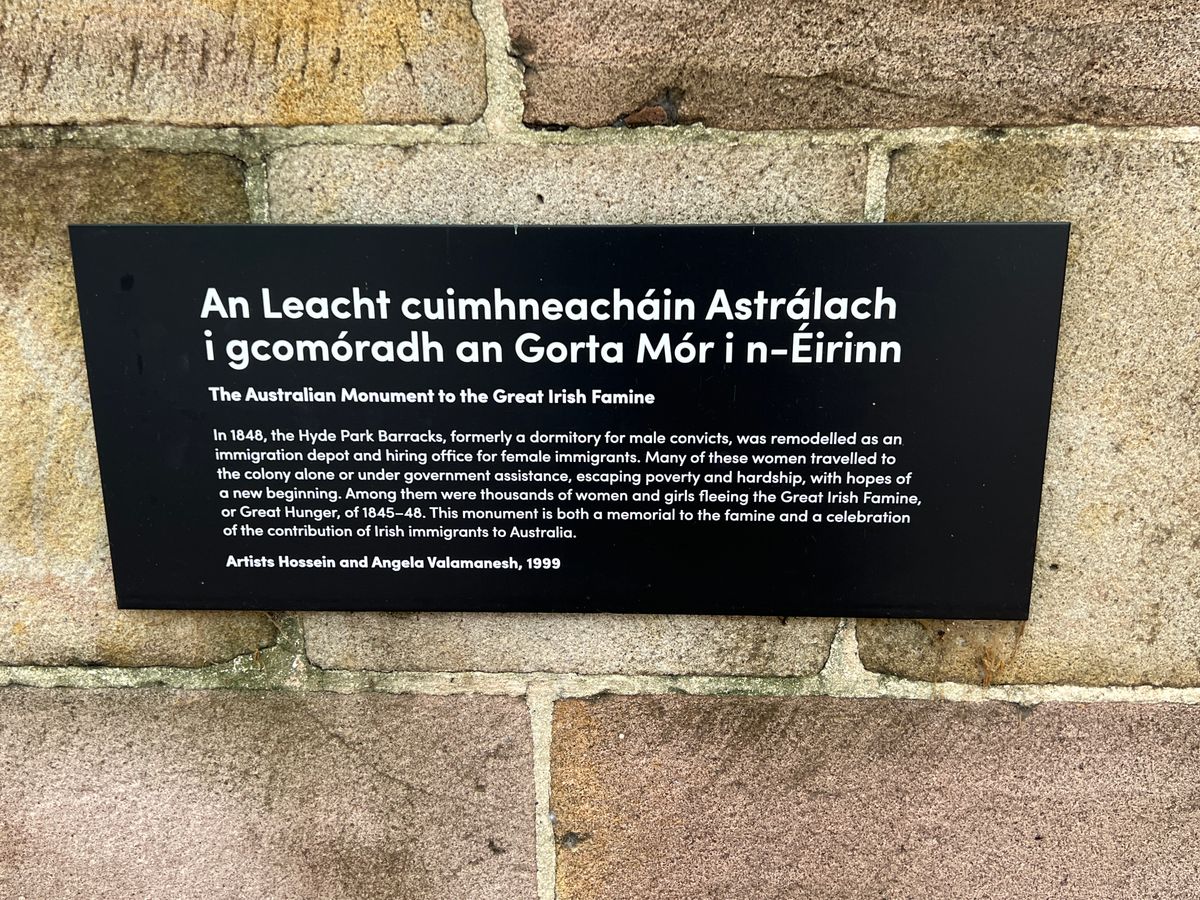 An Leacht cuimhneacháin Astrálach
i gcomóradh an Gorta Mór i n-Éirinn
The Australian Monument to the Great Irish Famine
In 1848, the Hyde Park Barracks, formerly a dormitory for male convicts, was remodelled as an
immigration depot and hiring office for female immigrants. Many of these women travelled to
the colony alone or under government assistance, escaping poverty and hardship, with hopes of
a new beginning. Among them were thousands of women and girls fleeing the Great Irish Famine,
or Great Hunger, of 1845–48. This monument is both a memorial to the famine and a celebration
of the contribution of Irish immigrants to Australia.
Artists Hossein and Angela Valamanesh, 1999